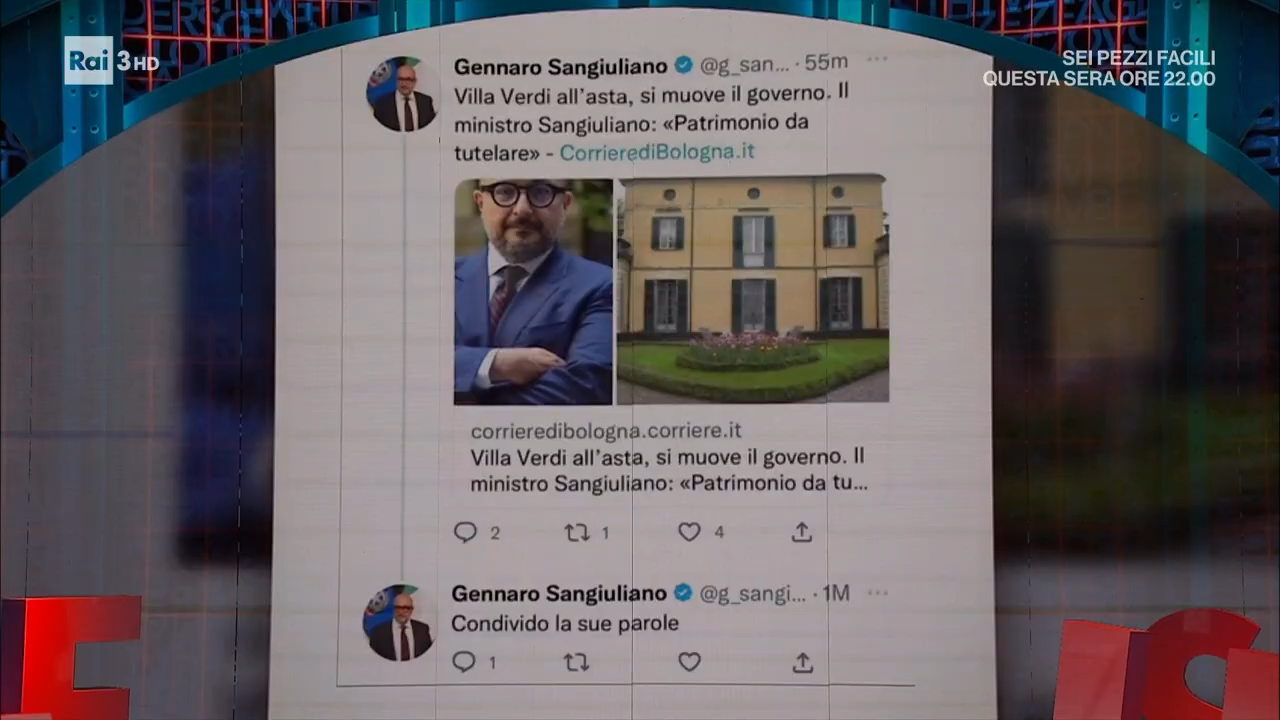 Rai 3HD
SEI PEZZI FACILI
QUESTA SERA ORE 22.00
Gennaro Sangiuliano @g_san... · 55m
Villa Verdi all'asta, si muove il governo. Il
ministro Sangiuliano: «Patrimonio da
tutelare» - CorrierediBologna.it
corrieredibologna.corriere.it
Villa Verdi all'asta, si muove il governo. Il
ministro Sangiuliano: «Patrimonio da tu...
2 1 4
Gennaro Sangiuliano @g_sangi... · 1M
Condivido la sue parole
1